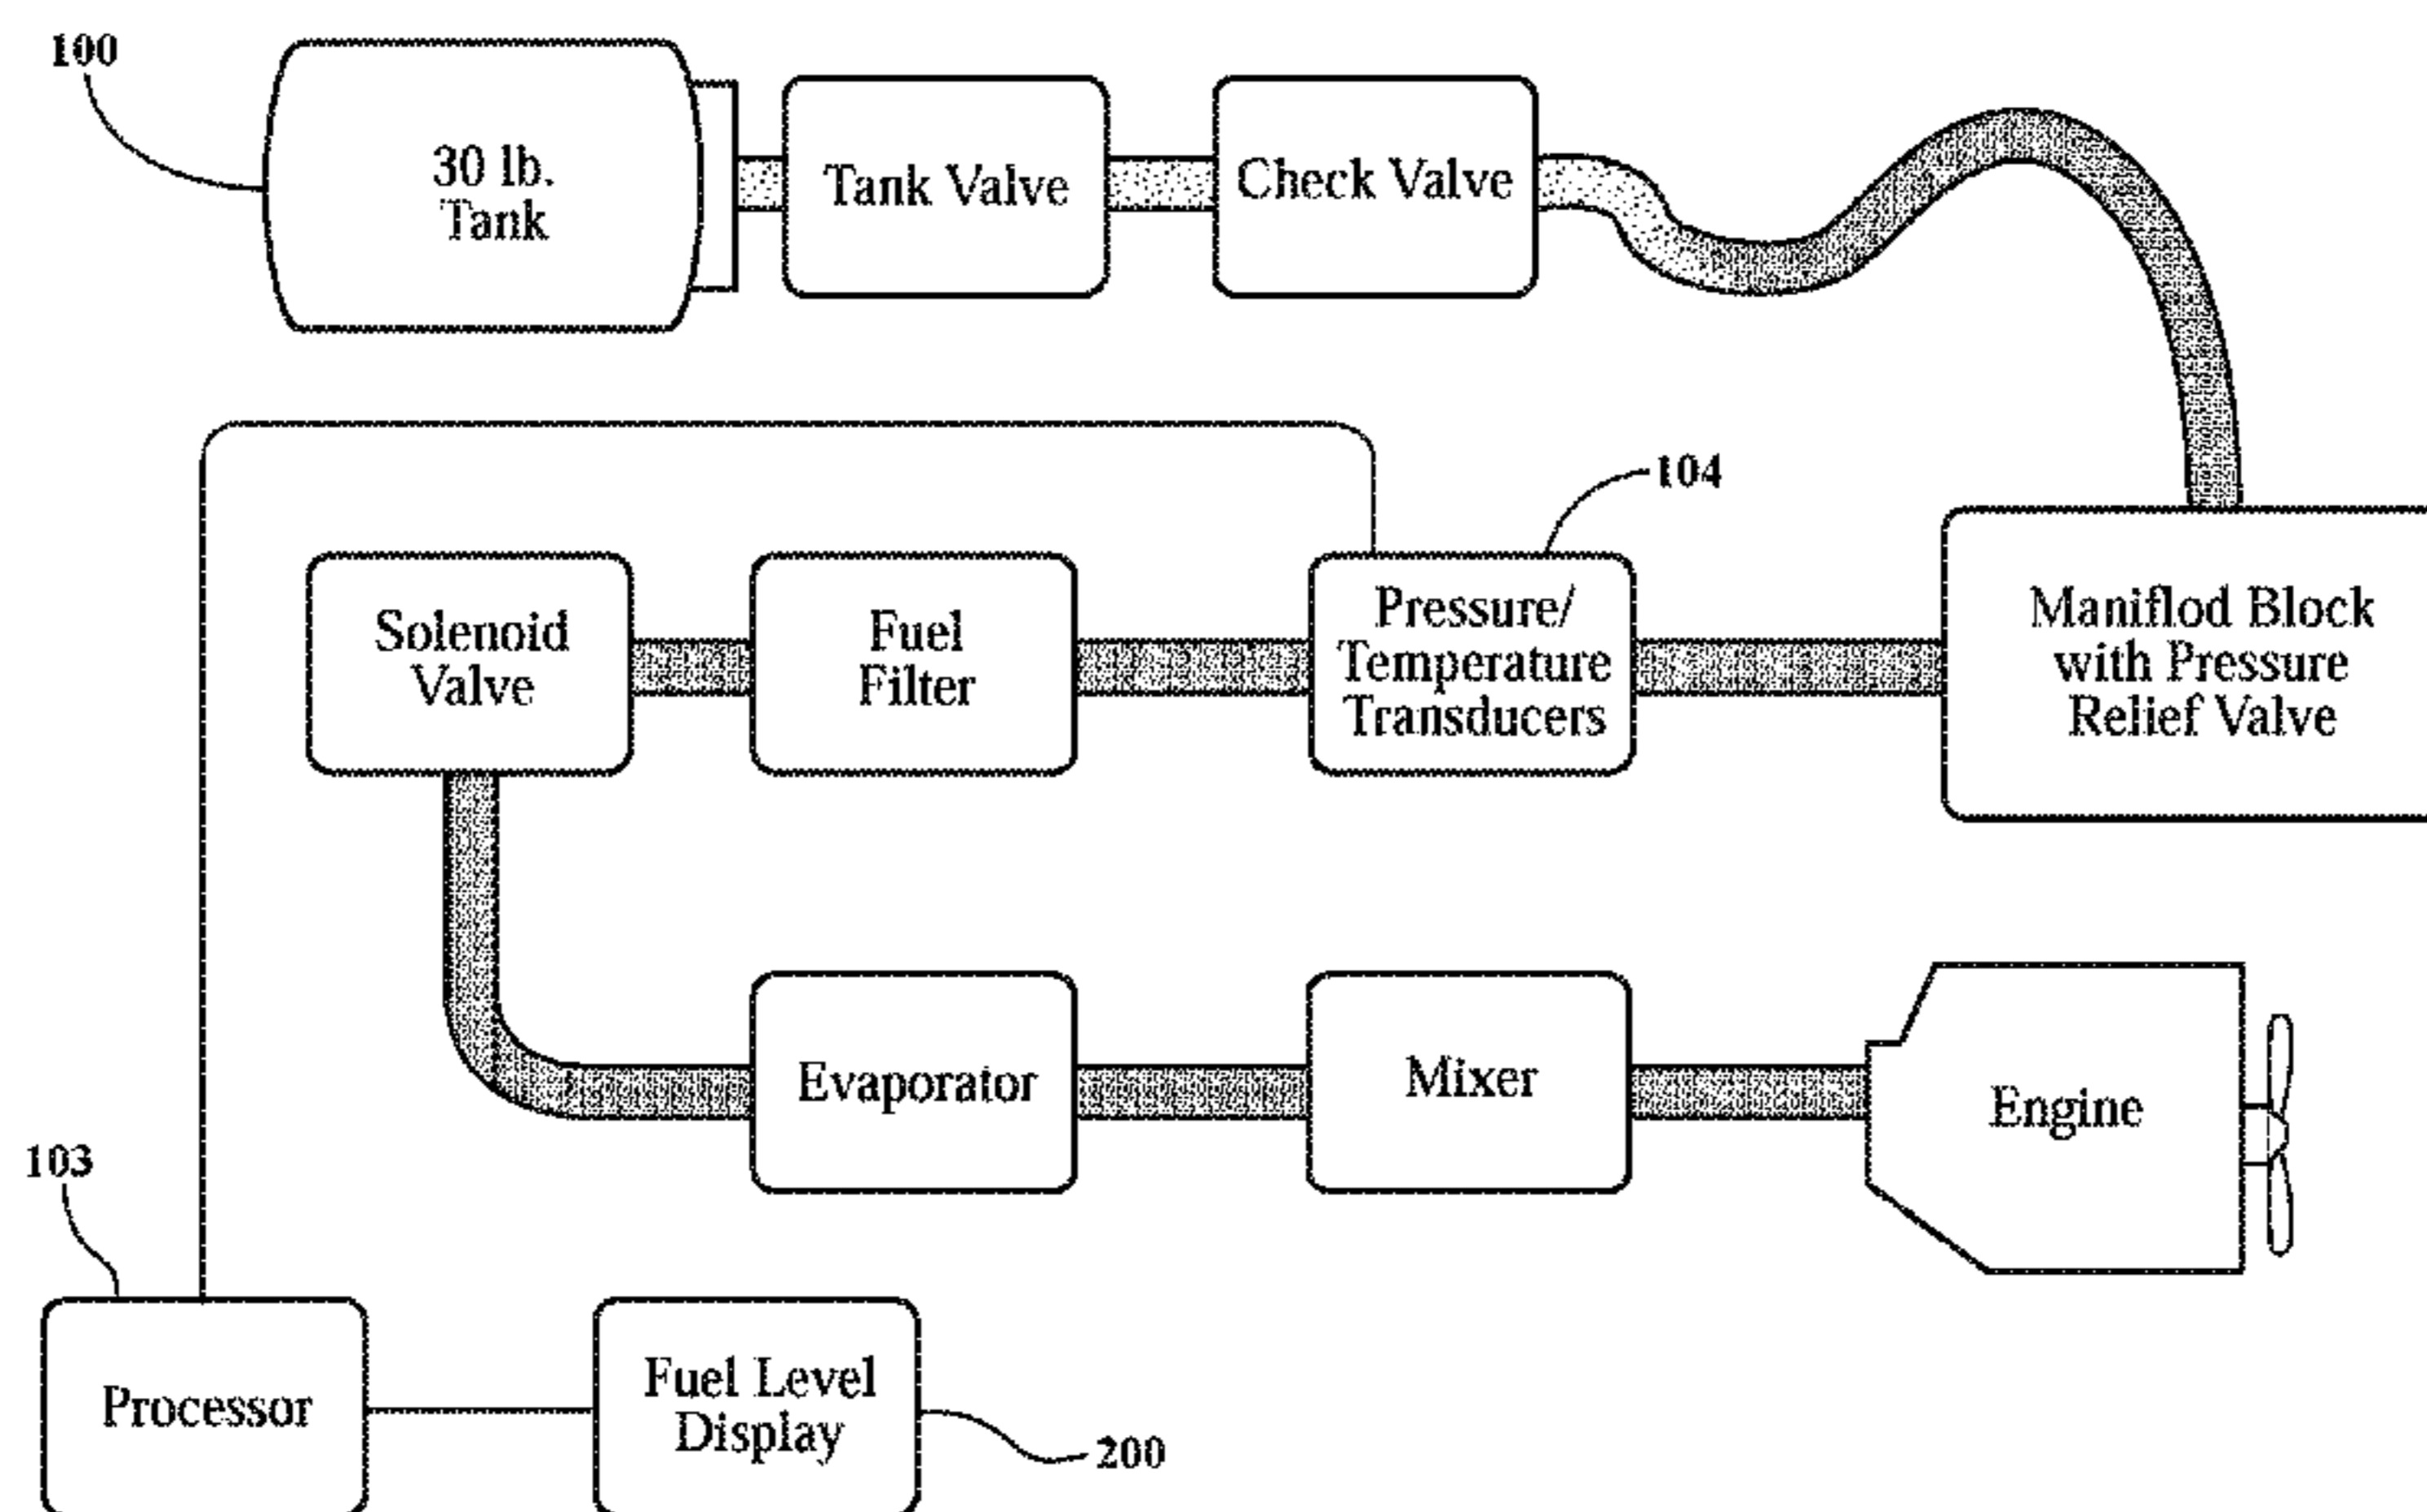 100
30 lb.
Tank
Tank Valve
Check Valve
104
Solenoid
Valve
Fuel
Filter
Pressure/
Temperature
Transducers
Maniflod Block
with Pressure
Relief Valve
Evaporator
Mixer
Engine
103
Processor
Fuel Level
Display
200